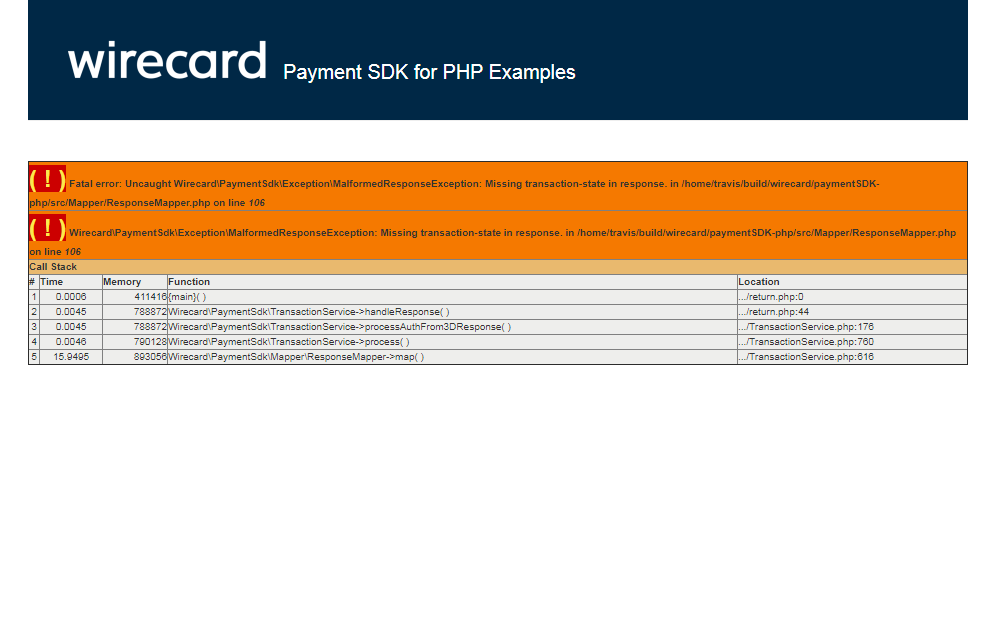 wirecard Payment SDK for PHP Examples
( ! ) Fatal error: Uncaught Wirecard\PaymentSdk\Exception\MalformedResponseException: Missing transaction-state in response. in /home/travis/build/wirecard/paymentSDK-
php/src/Mapper/ResponseMapper.php on line 106
( ! ) Wirecard\PaymentSdk\Exception\MalformedResponseException: Missing transaction-state in response. in /home/travis/build/wirecard/paymentSDK-php/src/Mapper/ResponseMapper.php
on line 106
Call Stack
# Time Memory Function Location
1 0.0006 411416 {main}( ) .../return.php:0
2 0.0045 788872 Wirecard\PaymentSdk\TransactionService->handleResponse( ) .../return.php:44
3 0.0045 788872 Wirecard\PaymentSdk\TransactionService->processAuthFrom3DResponse( ) .../TransactionService.php:176
4 0.0046 790128 Wirecard\PaymentSdk\TransactionService->process( ) .../TransactionService.php:760
5 15.9495 893056 Wirecard\PaymentSdk\Mapper\ResponseMapper->map( ) .../TransactionService.php:616